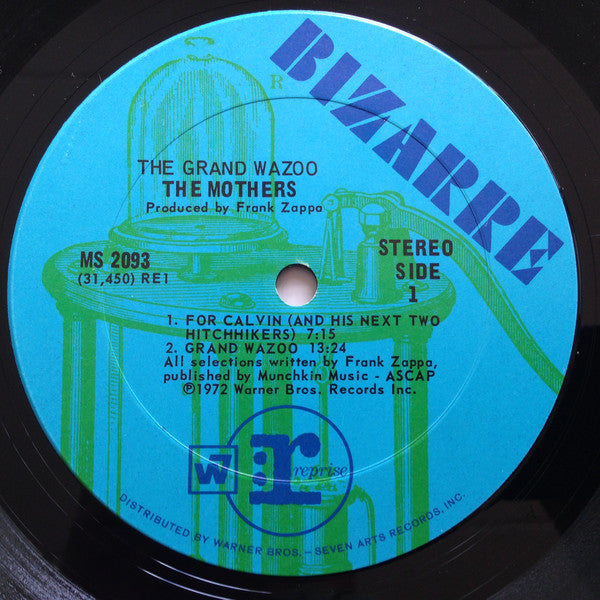 BIZARRE
R
THE GRAND WAZOO
THE MOTHERS
Produced by Frank Zappa
MS 2093
(31,450) RE1
STEREO
SIDE
1
1. FOR CALVIN (AND HIS NEXT TWO
HITCHHIKERS) 7:15
2. GRAND WAZOO 13:24
All selections written by Frank Zappa,
published by Munchkin Music - ASCAP
℗1972 Warner Bros. Records Inc.
W7
r
reprise
DISTRIBUTED BY WARNER BROS. – SEVEN ARTS RECORDS, INC.